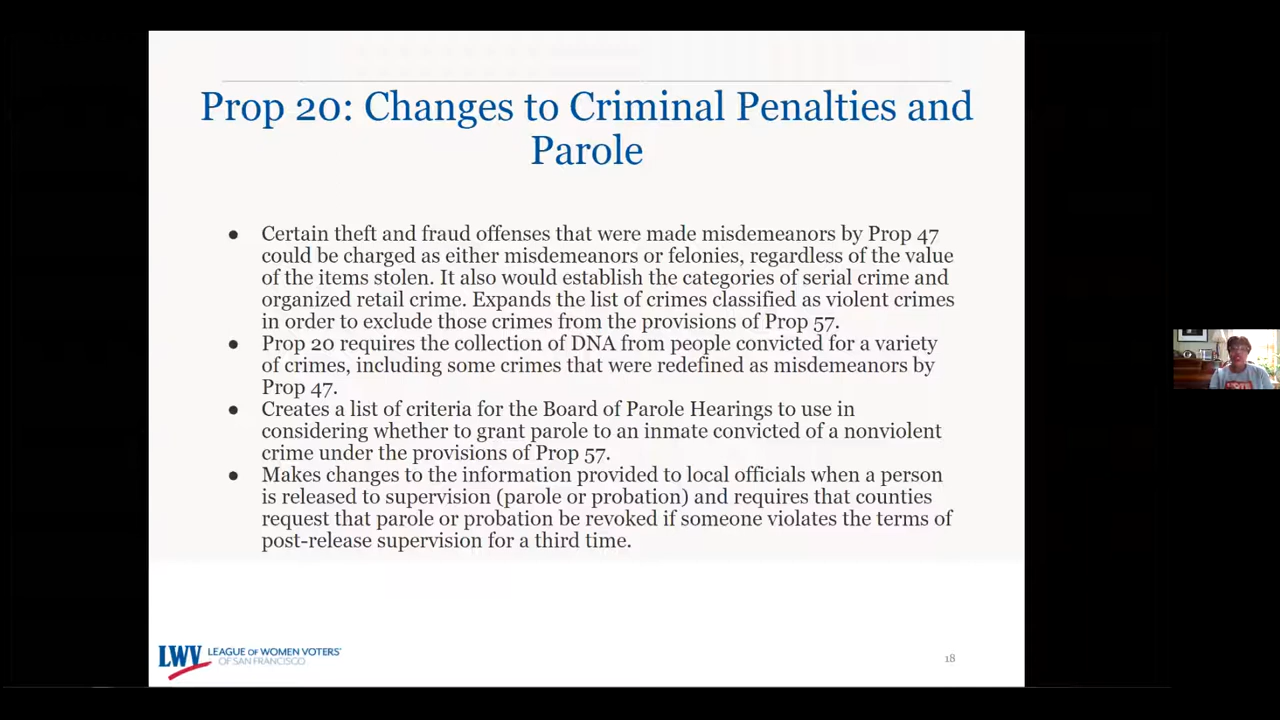 Prop 20: Changes to Criminal Penalties and
Parole
● Certain theft and fraud offenses that were made misdemeanors by Prop 47
could be charged as either misdemeanors or felonies, regardless of the value
of the items stolen. It also would establish the categories of serial crime and
organized retail crime. Expands the list of crimes classified as violent crimes
in order to exclude those crimes from the provisions of Prop 57.
● Prop 20 requires the collection of DNA from people convicted for a variety
of crimes, including some crimes that were redefined as misdemeanors by
Prop 47.
● Creates a list of criteria for the Board of Parole Hearings to use in
considering whether to grant parole to an inmate convicted of a nonviolent
crime under the provisions of Prop 57.
● Makes changes to the information provided to local officials when a person
is released to supervision (parole or probation) and requires that counties
request that parole or probation be revoked if someone violates the terms of
post-release supervision for a third time.
LWV LEAGUE OF WOMEN VOTERS®
OF SAN FRANCISCO
18